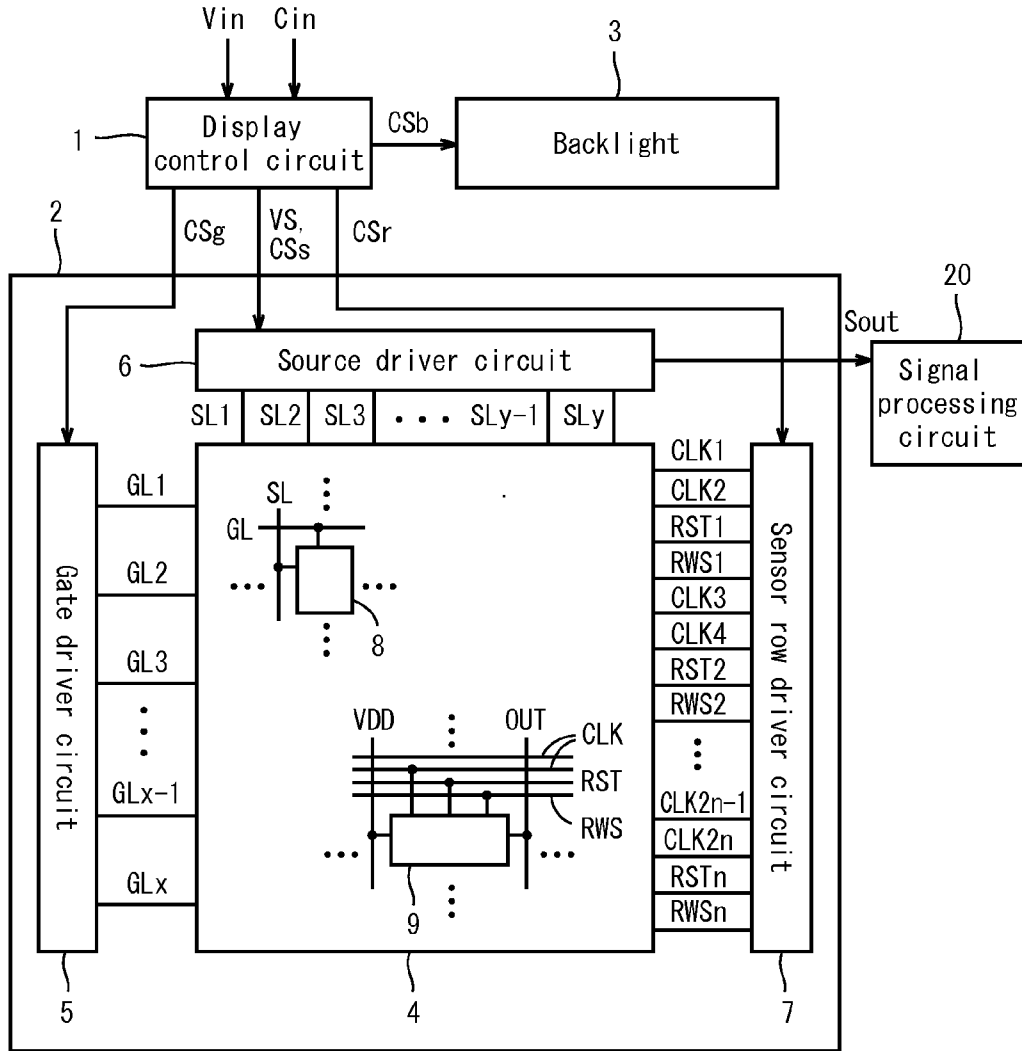 Vin
Cin
3
1
Display
control circuit
CSb
Backlight
2
CSg
VS,
CSs
CSr
20
Sout
6
Source driver circuit
Signal
processing
circuit
SL1
SL2
SL3
SLy-1
SLy
Gate driver circuit
GL1
GL2
GL3
GLx-1
GLx
SL
GL
8
VDD
OUT
CLK
RST
RWS
9
CLK1
CLK2
RST1
RWS1
CLK3
CLK4
RST2
RWS2
CLK2n-1
CLK2n
RSTn
RWSn
Sensor row driver circuit
5
4
7